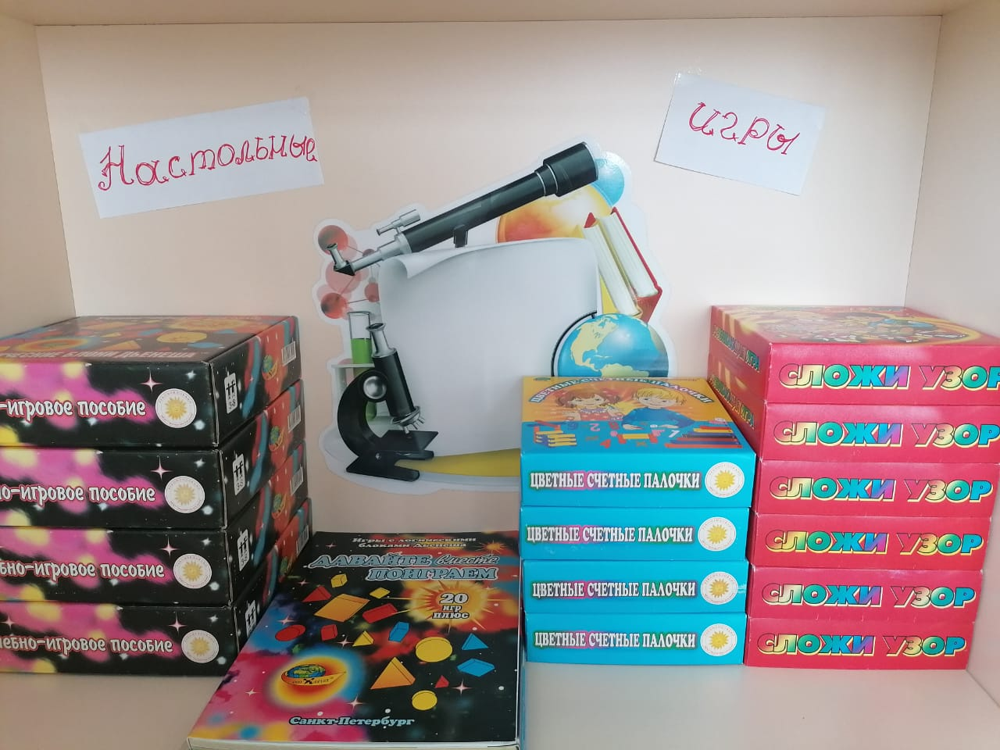 Настольные
игры
-игровое пособие
но-игровое пособие
бно-игровое пособие
чебно-игровое пособие
Игры с логическими
блоками Дьенеша
ДАВАЙТЕ вместе
ПОИГРАЕМ
20
игр
плюс
Санкт-Петербург
ЦВЕТНЫЕ СЧЕТНЫЕ ПАЛОЧКИ
ЦВЕТНЫЕ СЧЕТНЫЕ ПАЛОЧКИ
ЦВЕТНЫЕ СЧЕТНЫЕ ПАЛОЧКИ
ЦВЕТНЫЕ СЧЕТНЫЕ ПАЛОЧКИ
ЦВЕТНЫЕ СЧЕТНЫЕ ПАЛОЧКИ
СЛОЖИ УЗОР
СЛОЖИ УЗОР
СЛОЖИ УЗОР
СЛОЖИ УЗОР
СЛОЖИ УЗОР
СЛОЖИ УЗОР